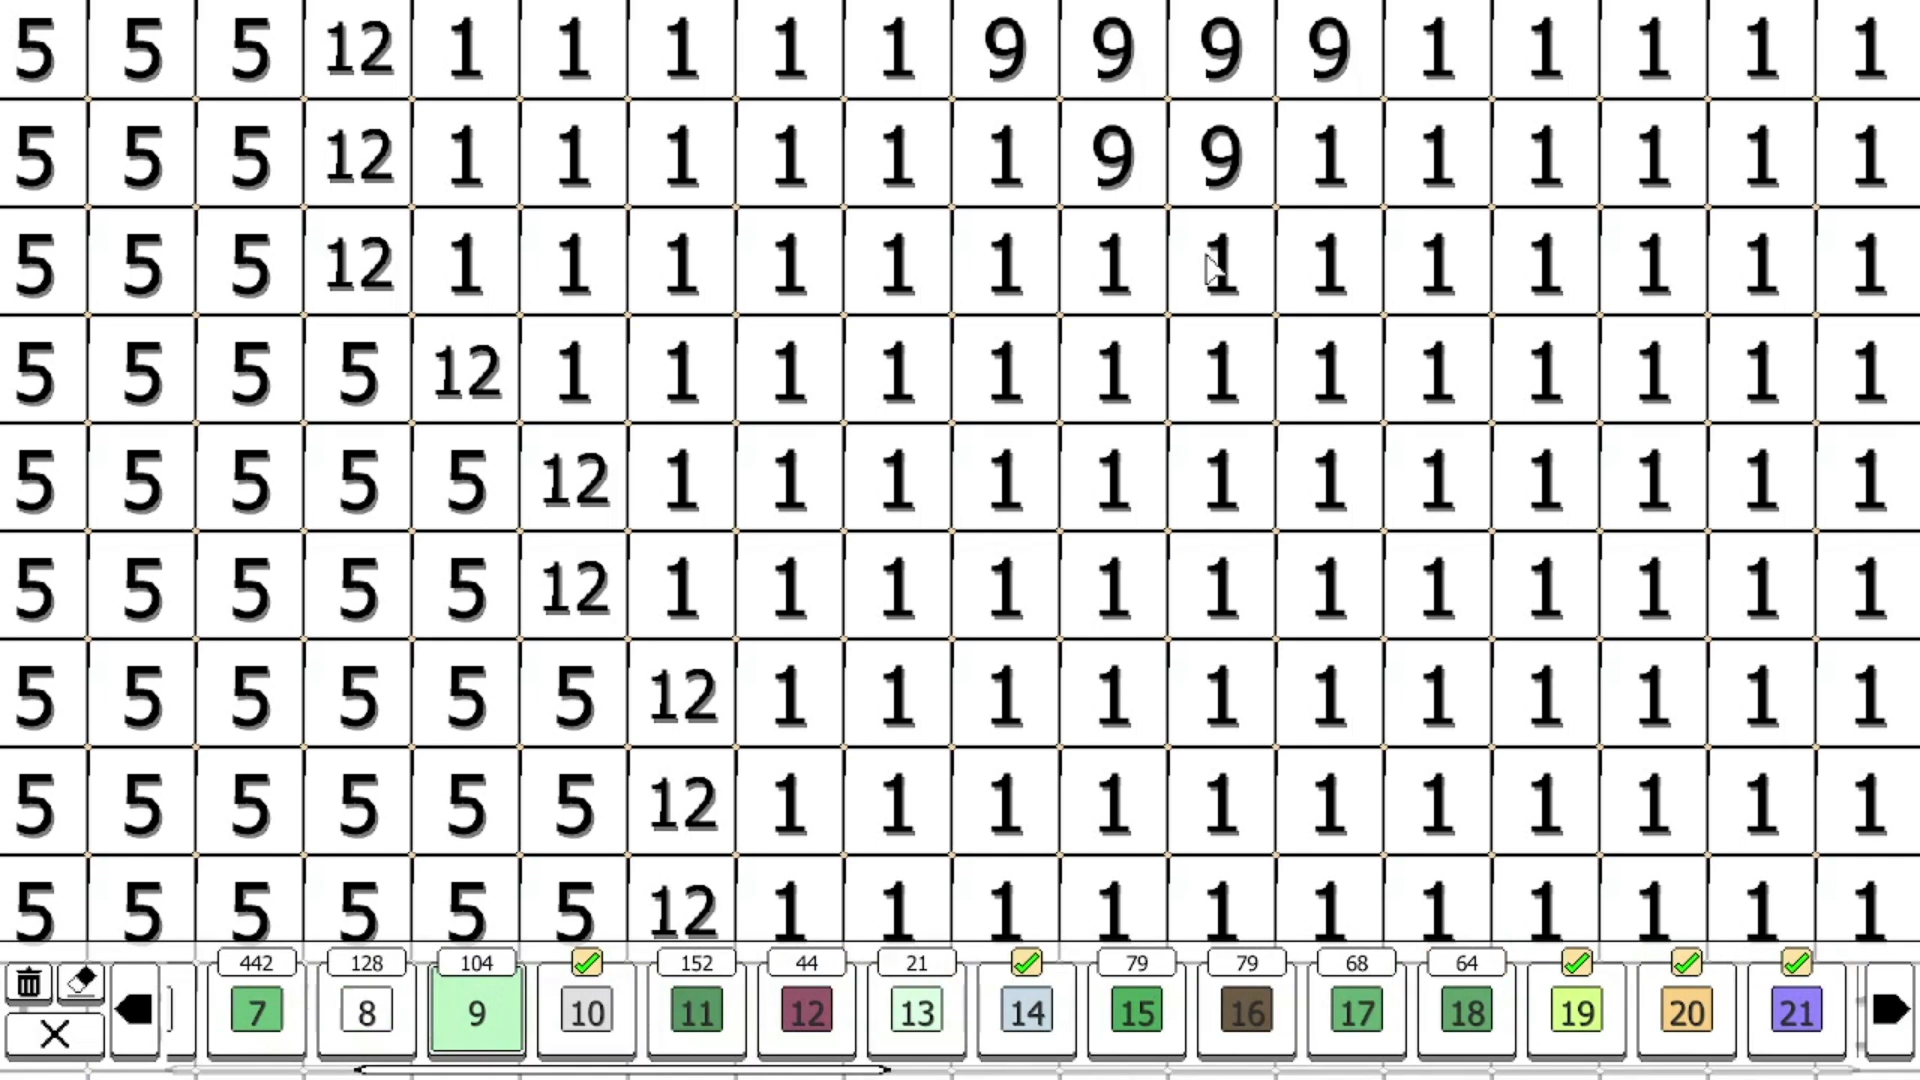 5 5 5 12 1 1 1 1 1 9 9 9 9 1 1 1 1 1
5 5 5 12 1 1 1 1 1 1 9 9 1 1 1 1 1 1
5 5 5 12 1 1 1 1 1 1 1 1 1 1 1 1 1 1
5 5 5 5 12 1 1 1 1 1 1 1 1 1 1 1 1 1
5 5 5 5 5 12 1 1 1 1 1 1 1 1 1 1 1 1
5 5 5 5 5 12 1 1 1 1 1 1 1 1 1 1 1 1
5 5 5 5 5 5 12 1 1 1 1 1 1 1 1 1 1 1
5 5 5 5 5 5 12 1 1 1 1 1 1 1 1 1 1 1
5 5 5 5 5 5 12 1 1 1 1 1 1 1 1 1 1 1
442 128 104 152 44 21 79 79 68 64
7 8 9 10 11 12 13 14 15 16 17 18 19 20 21